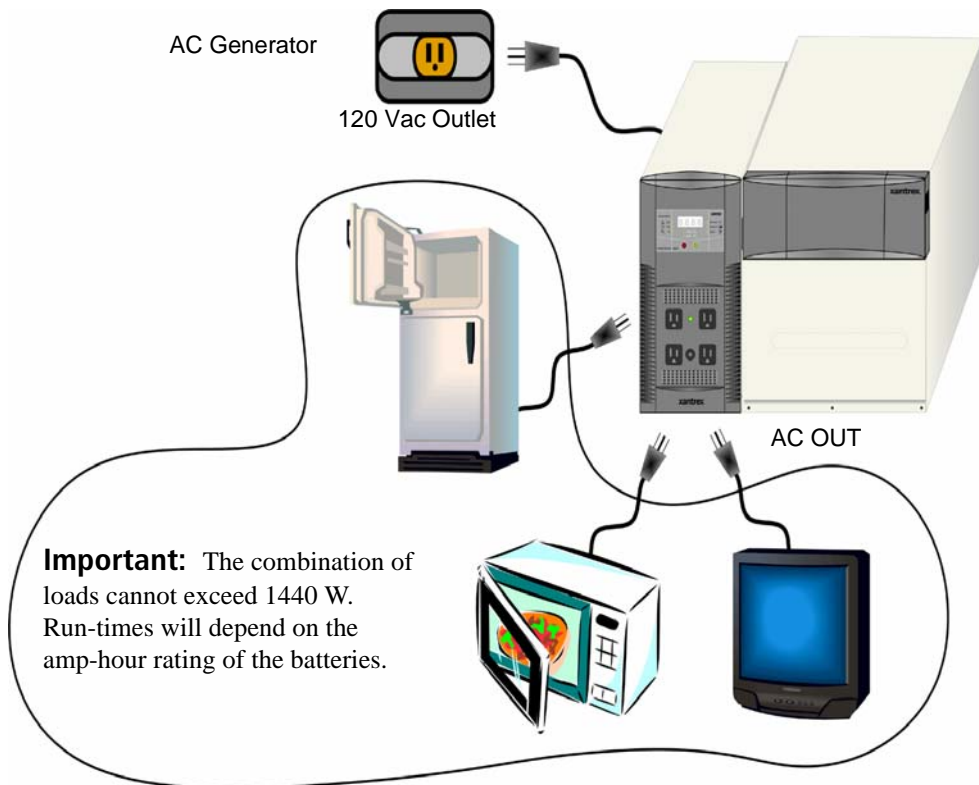 AC Generator
120 Vac Outlet
xantrex
xantrex
AC OUT
Important: The combination of
loads cannot exceed 1440 W.
Run-times will depend on the
amp-hour rating of the batteries.